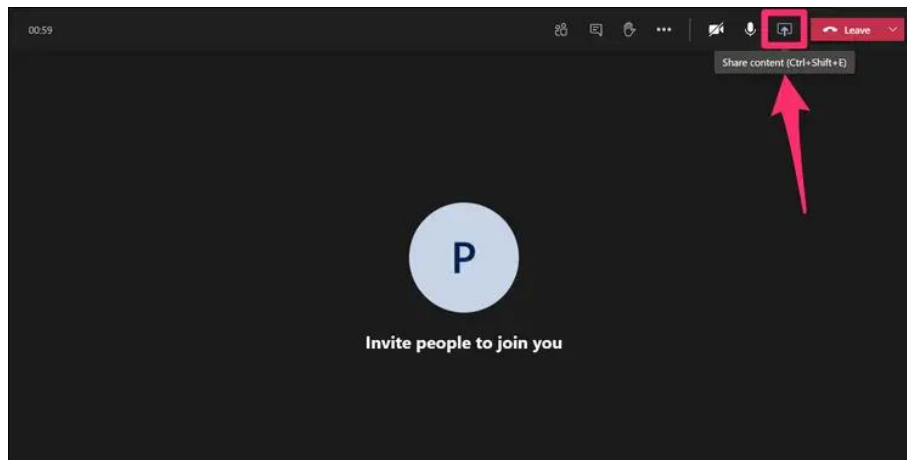 00:59
Leave
Share content (Ctrl+Shift+E)
P
Invite people to join you